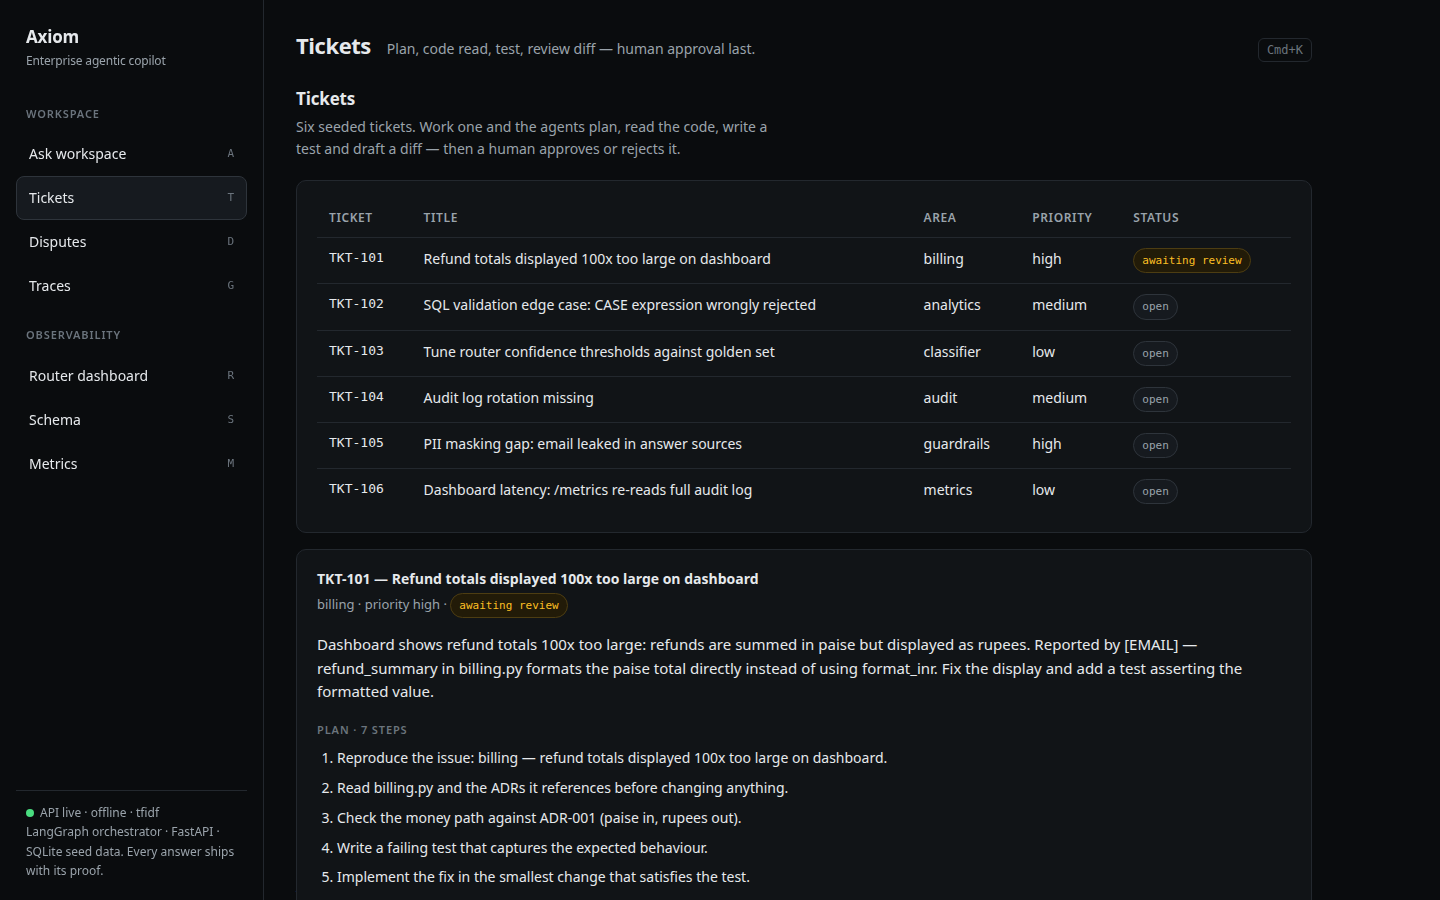 Axiom
Enterprise agentic copilot
WORKSPACE
Ask workspace A
Tickets T
Disputes D
Traces G
OBSERVABILITY
Router dashboard R
Schema S
Metrics M
API live · offline · tfidf
LangGraph orchestrator · FastAPI ·
SQLite seed data. Every answer ships
with its proof.
Tickets Plan, code read, test, review diff — human approval last. Cmd+K
Tickets
Six seeded tickets. Work one and the agents plan, read the code, write a
test and draft a diff — then a human approves or rejects it.
TICKET TITLE AREA PRIORITY STATUS
TKT-101 Refund totals displayed 100x too large on dashboard billing high awaiting review
TKT-102 SQL validation edge case: CASE expression wrongly rejected analytics medium open
TKT-103 Tune router confidence thresholds against golden set classifier low open
TKT-104 Audit log rotation missing audit medium open
TKT-105 PII masking gap: email leaked in answer sources guardrails high open
TKT-106 Dashboard latency: /metrics re-reads full audit log metrics low open
TKT-101 — Refund totals displayed 100x too large on dashboard
billing · priority high · awaiting review
Dashboard shows refund totals 100x too large: refunds are summed in paise but displayed as rupees. Reported by [EMAIL] —
refund_summary in billing.py formats the paise total directly instead of using format_inr. Fix the display and add a test asserting the
formatted value.
PLAN · 7 STEPS
1. Reproduce the issue: billing — refund totals displayed 100x too large on dashboard.
2. Read billing.py and the ADRs it references before changing anything.
3. Check the money path against ADR-001 (paise in, rupees out).
4. Write a failing test that captures the expected behaviour.
5. Implement the fix in the smallest change that satisfies the test.